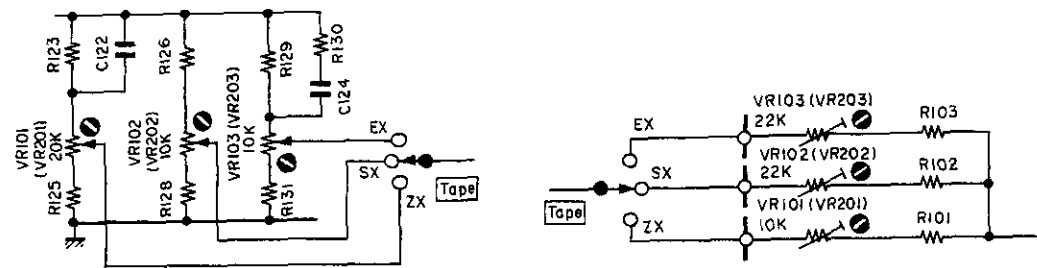 R123
C122
R126
R129
R130
C124
VR101
(VR201)
20K
VR102
(VR202)
10K
VR103 (VR203)
10K
R125
R128
R131
EX
SX
ZX
Tape
VR103 (VR203)
22K
R103
EX
VR102 (VR202)
22K
R102
SX
Tape
VR101 (VR201)
10K
R101
ZX